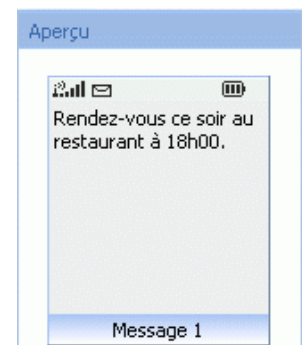 Aperçu
Rendez-vous ce soir au
restaurant à 18h00.
Message 1